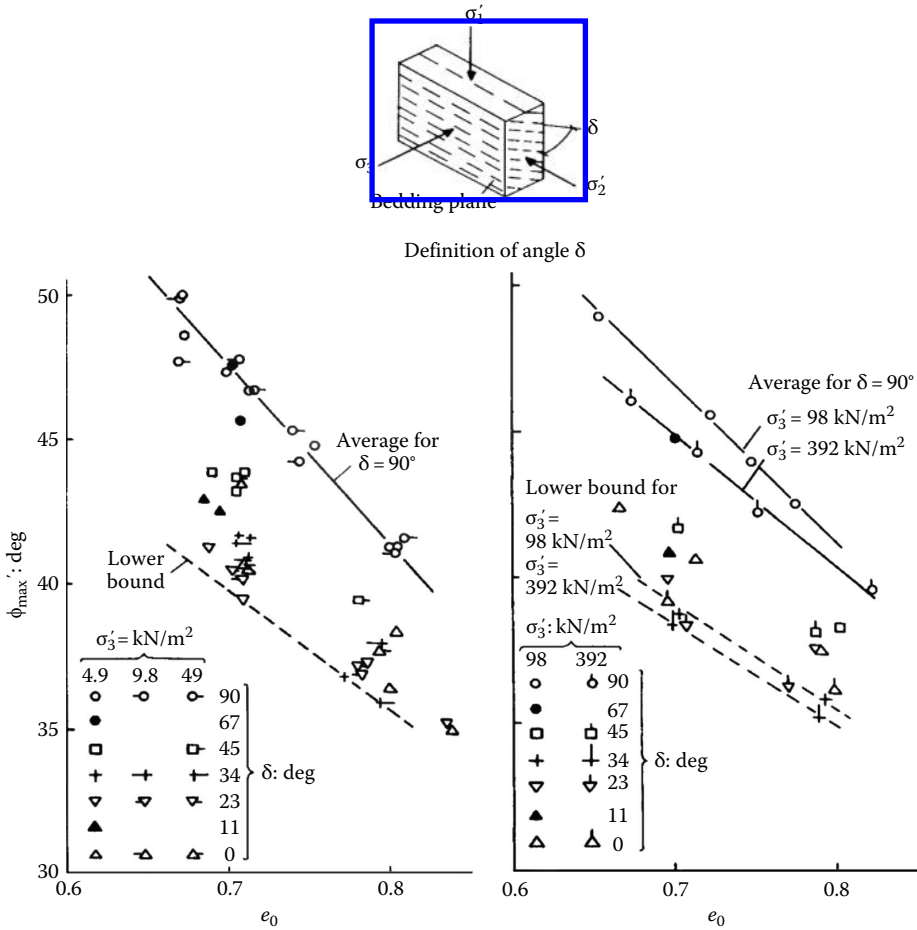 σ′₁
δ
σ₃
σ′₂
Bedding plane
Definition of angle δ
50
45
40
35
30
ϕmax′: deg
Average for
δ = 90°
Lower
bound
σ₃′ = kN/m²
4.9 9.8 49
90
67
45
34
23
11
0
δ: deg
0.6 0.7 0.8
e₀
Average for δ = 90°
σ₃′ = 98 kN/m²
σ₃′ = 392 kN/m²
Lower bound for
σ₃′ =
98 kN/m²
σ₃′ =
392 kN/m²
σ₃′: kN/m²
98 392
90
67
45
34
23
11
0
δ: deg
0.6 0.7 0.8
e₀